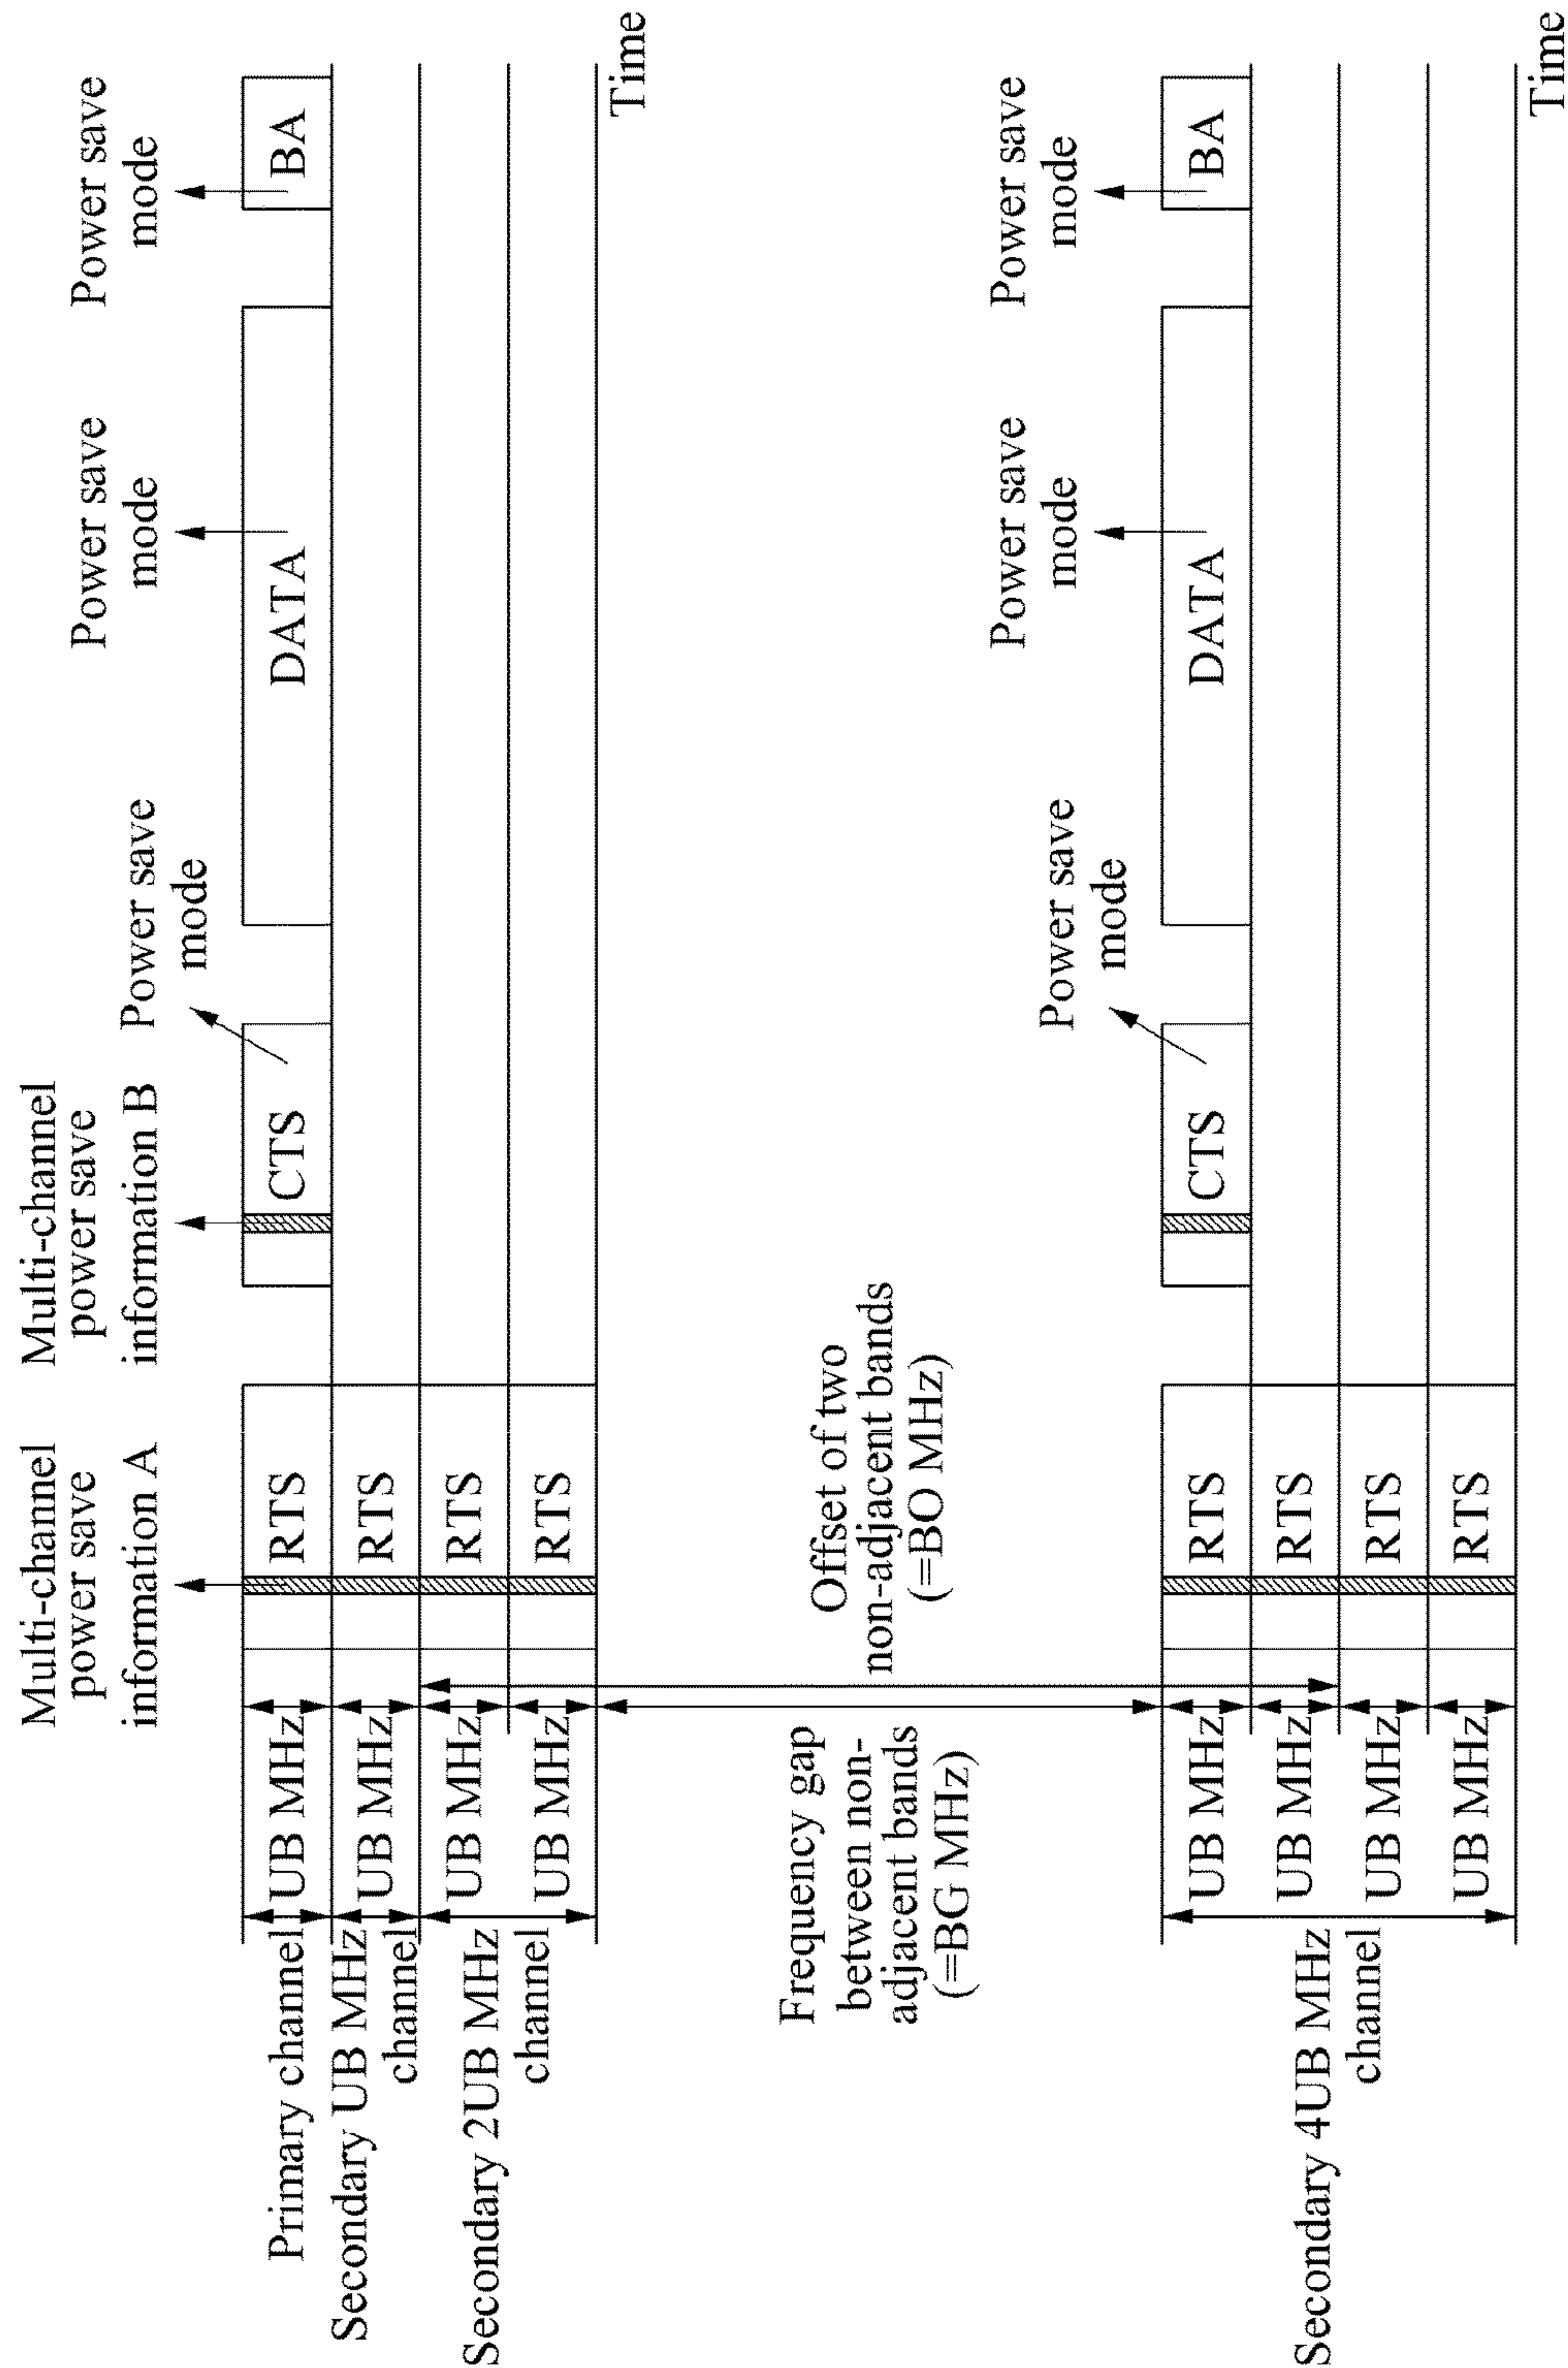 Multi-channel
power save
information A
Multi-channel
power save
information B
Power save
mode
Power save
mode
Power save
mode
Primary channel
UB MHz
RTS
CTS
DATA
BA
Secondary UB MHz
channel
UB MHz
RTS
Secondary 2UB MHz
channel
UB MHz
RTS
UB MHz
RTS
Time
Frequency gap
between non-
adjacent bands
(=BG MHz)
Offset of two
non-adjacent bands
(=BO MHz)
Power save
mode
Power save
mode
Power save
mode
Secondary 4UB MHz
channel
UB MHz
RTS
CTS
DATA
BA
UB MHz
RTS
UB MHz
RTS
UB MHz
RTS
Time